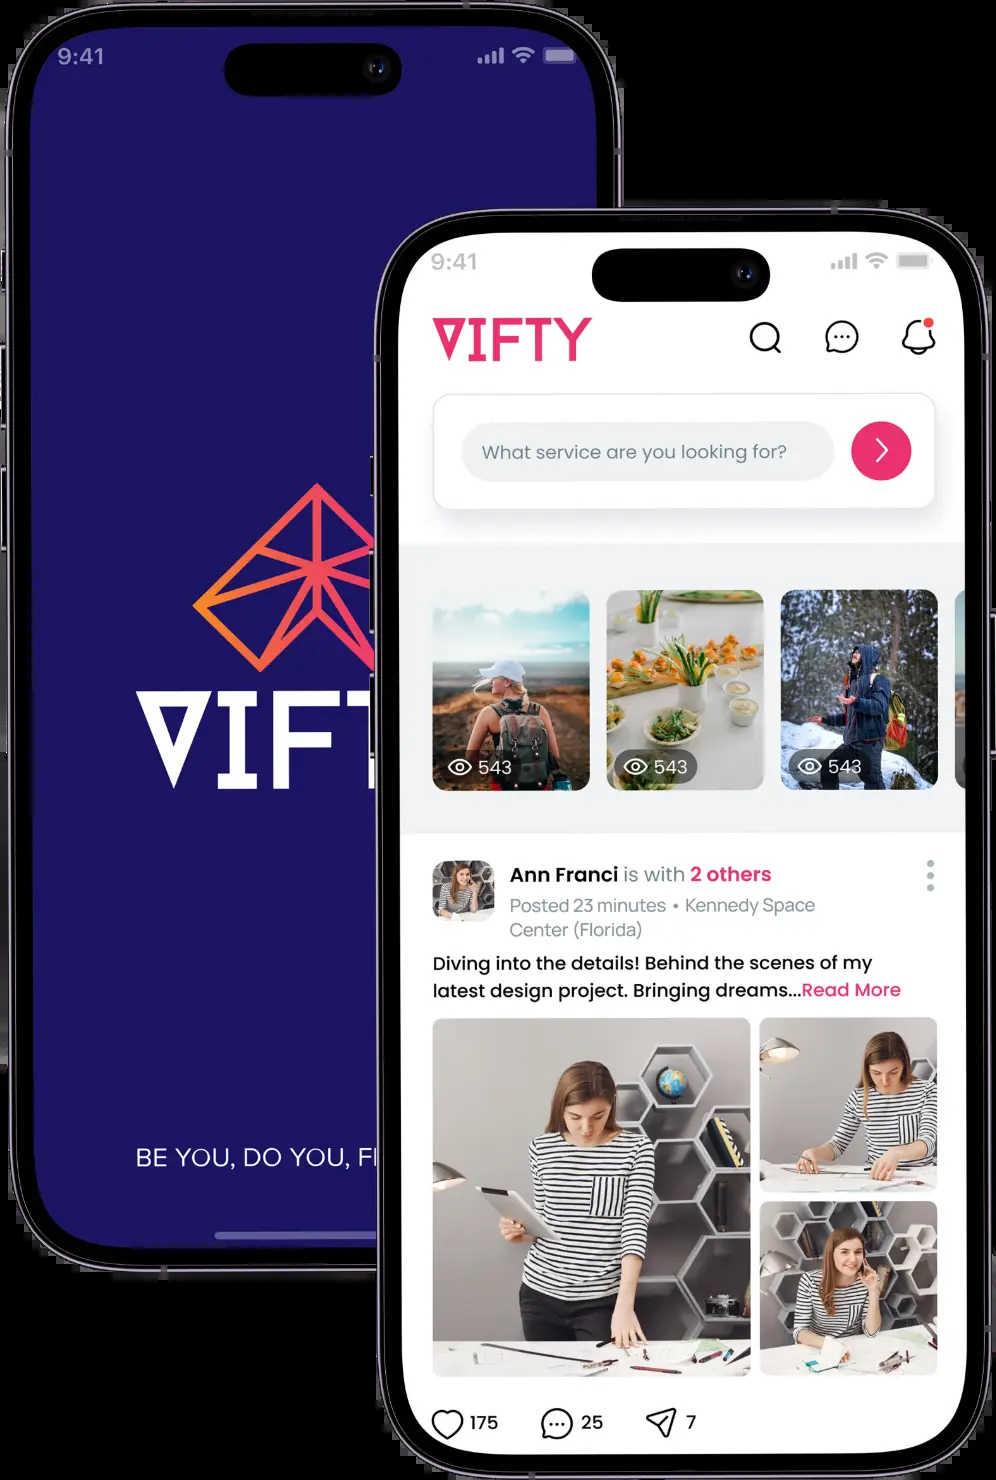 9:41
VIFT
BE YOU, DO YOU, F
9:41
VIFTY
What service are you looking for?
543
543
543
Ann Franci is with 2 others
Posted 23 minutes • Kennedy Space
Center (Florida)
Diving into the details! Behind the scenes of my
latest design project. Bringing dreams...Read More
175
25
7